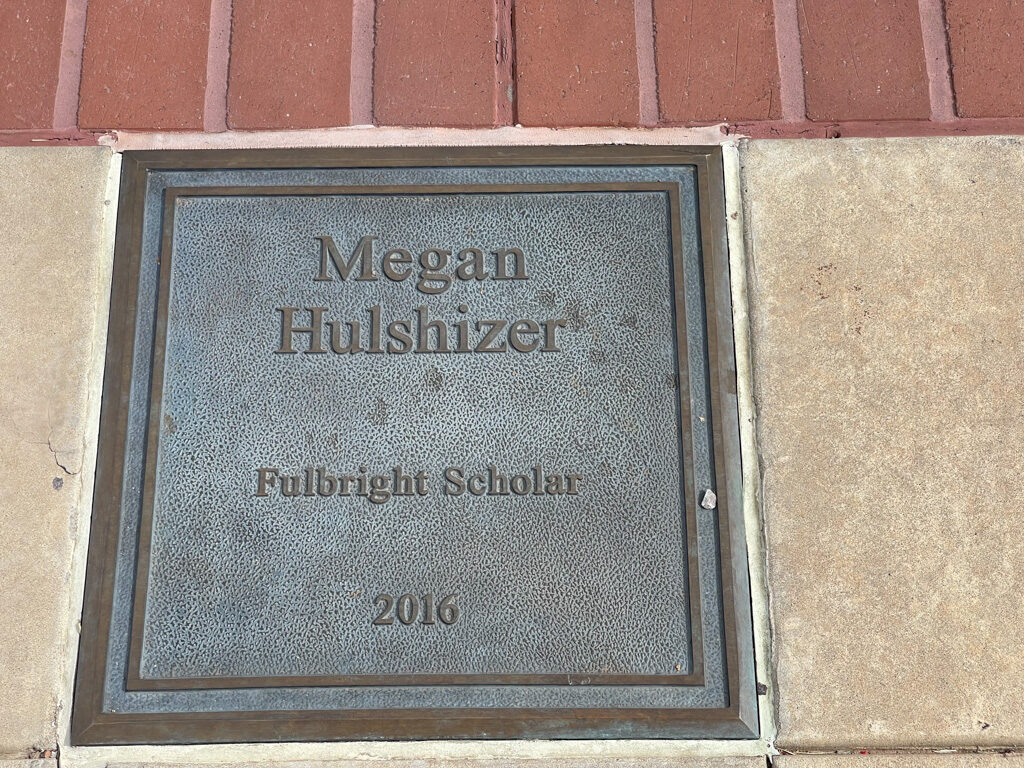 Megan
Hulshizer
Fulbright Scholar
2016